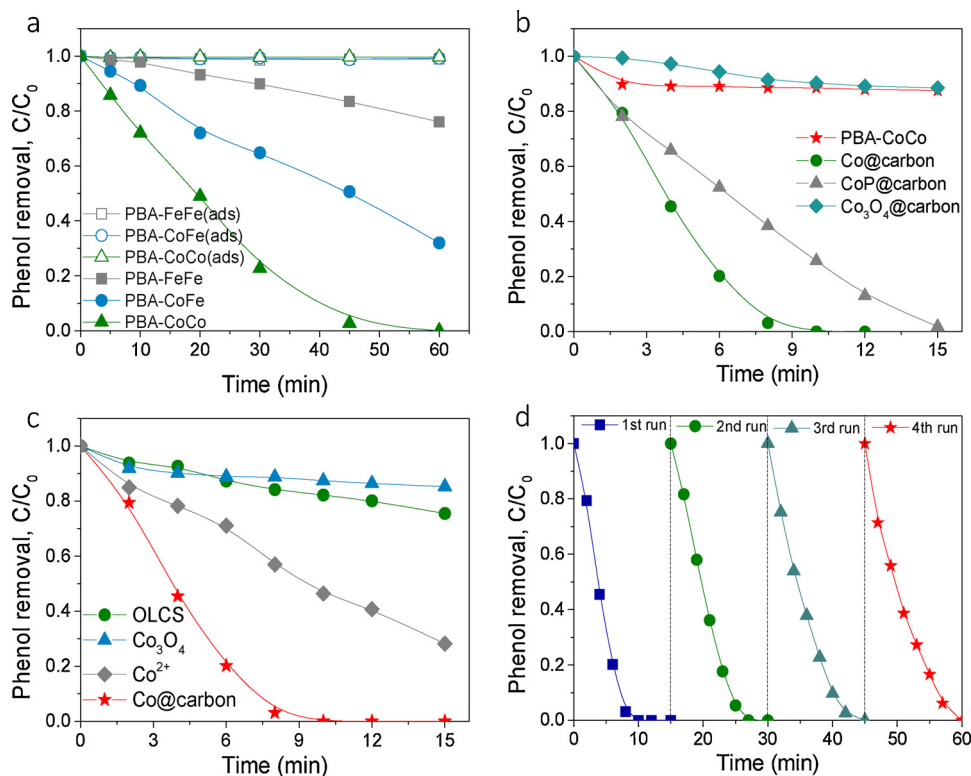 a
Phenol removal, C/C₀
1.0
0.8
0.6
0.4
0.2
0.0
PBA-FeFe(ads)
PBA-CoFe(ads)
PBA-CoCo(ads)
PBA-FeFe
PBA-CoFe
PBA-CoCo
0 10 20 30 40 50 60
Time (min)
b
Phenol removal, C/C₀
1.0
0.8
0.6
0.4
0.2
0.0
PBA-CoCo
Co@carbon
CoP@carbon
Co₃O₄@carbon
0 3 6 9 12 15
Time (min)
c
Phenol removal, C/C₀
1.0
0.8
0.6
0.4
0.2
0.0
OLCS
Co₃O₄
Co²⁺
Co@carbon
0 3 6 9 12 15
Time (min)
d
Phenol removal, C/C₀
1.0
0.8
0.6
0.4
0.2
0.0
1st run 2nd run 3rd run 4th run
0 10 20 30 40 50 60
Time (min)